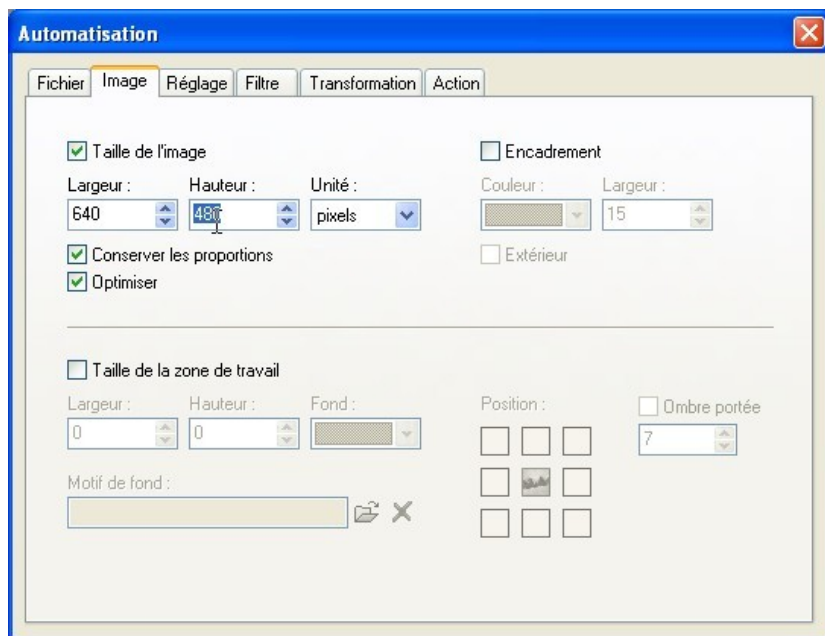 Automatisation
Fichier Image Réglage Filtre Transformation Action
Taille de l'image Encadrement
Largeur : Hauteur : Unité : Couleur : Largeur :
640 480 pixels 15
Conserver les proportions Extérieur
Optimiser
Taille de la zone de travail
Largeur : Hauteur : Fond : Position : Ombre portée
0 0 7
Motif de fond :